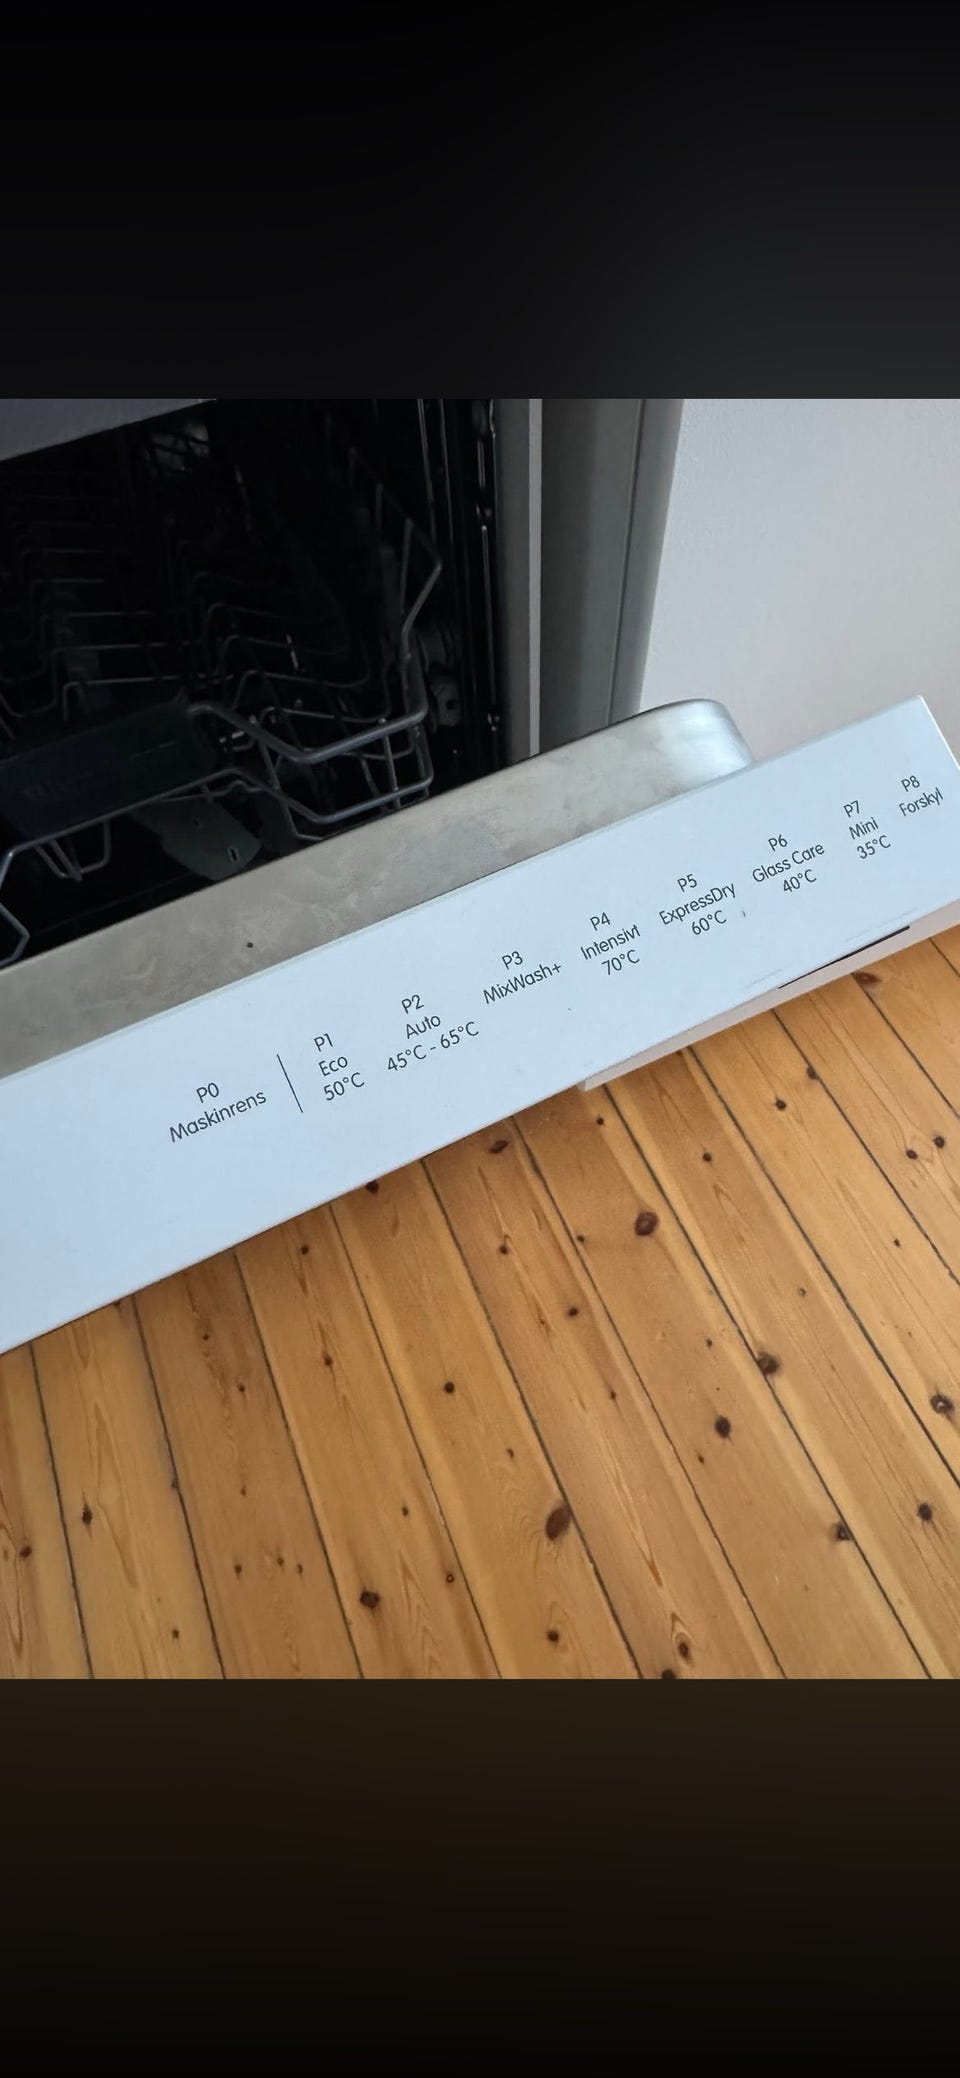 P0
Maskinrens
P1
Eco
50°C
P2
Auto
45°C - 65°C
P3
MixWash+
P4
Intensivt
70°C
P5
ExpressDry
60°C
P6
Glass Care
40°C
P7
Mini
35°C
P8
Forskyl